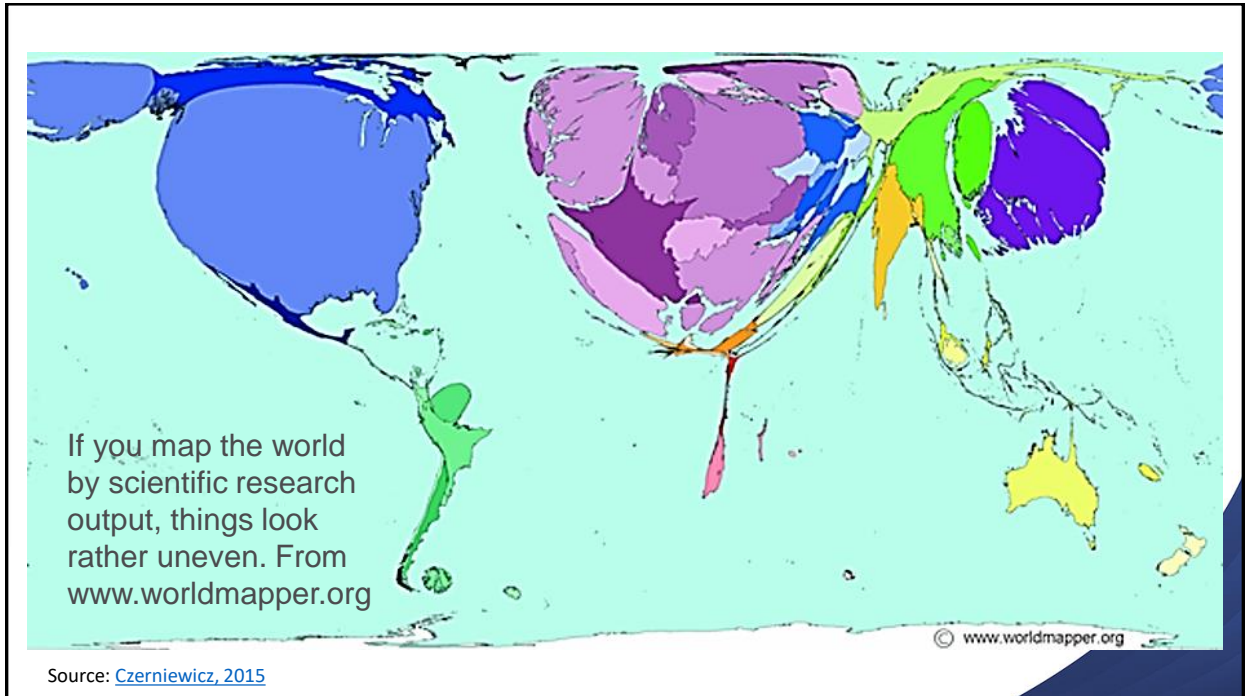 If you map the world
by scientific research
output, things look
rather uneven. From
www.worldmapper.org
© www.worldmapper.org
Source: Czerniewicz, 2015